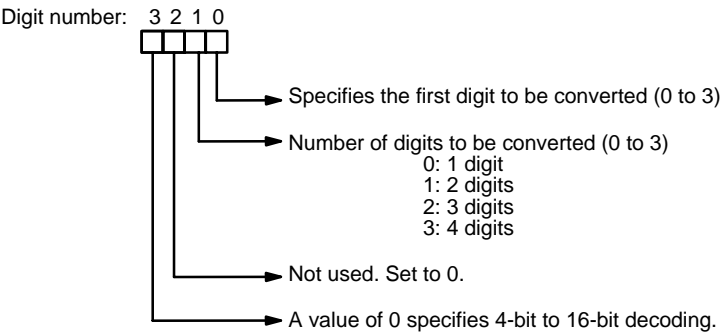 Digit number: 3 2 1 0
Specifies the first digit to be converted (0 to 3)
Number of digits to be converted (0 to 3)
0: 1 digit
1: 2 digits
2: 3 digits
3: 4 digits
Not used. Set to 0.
A value of 0 specifies 4-bit to 16-bit decoding.